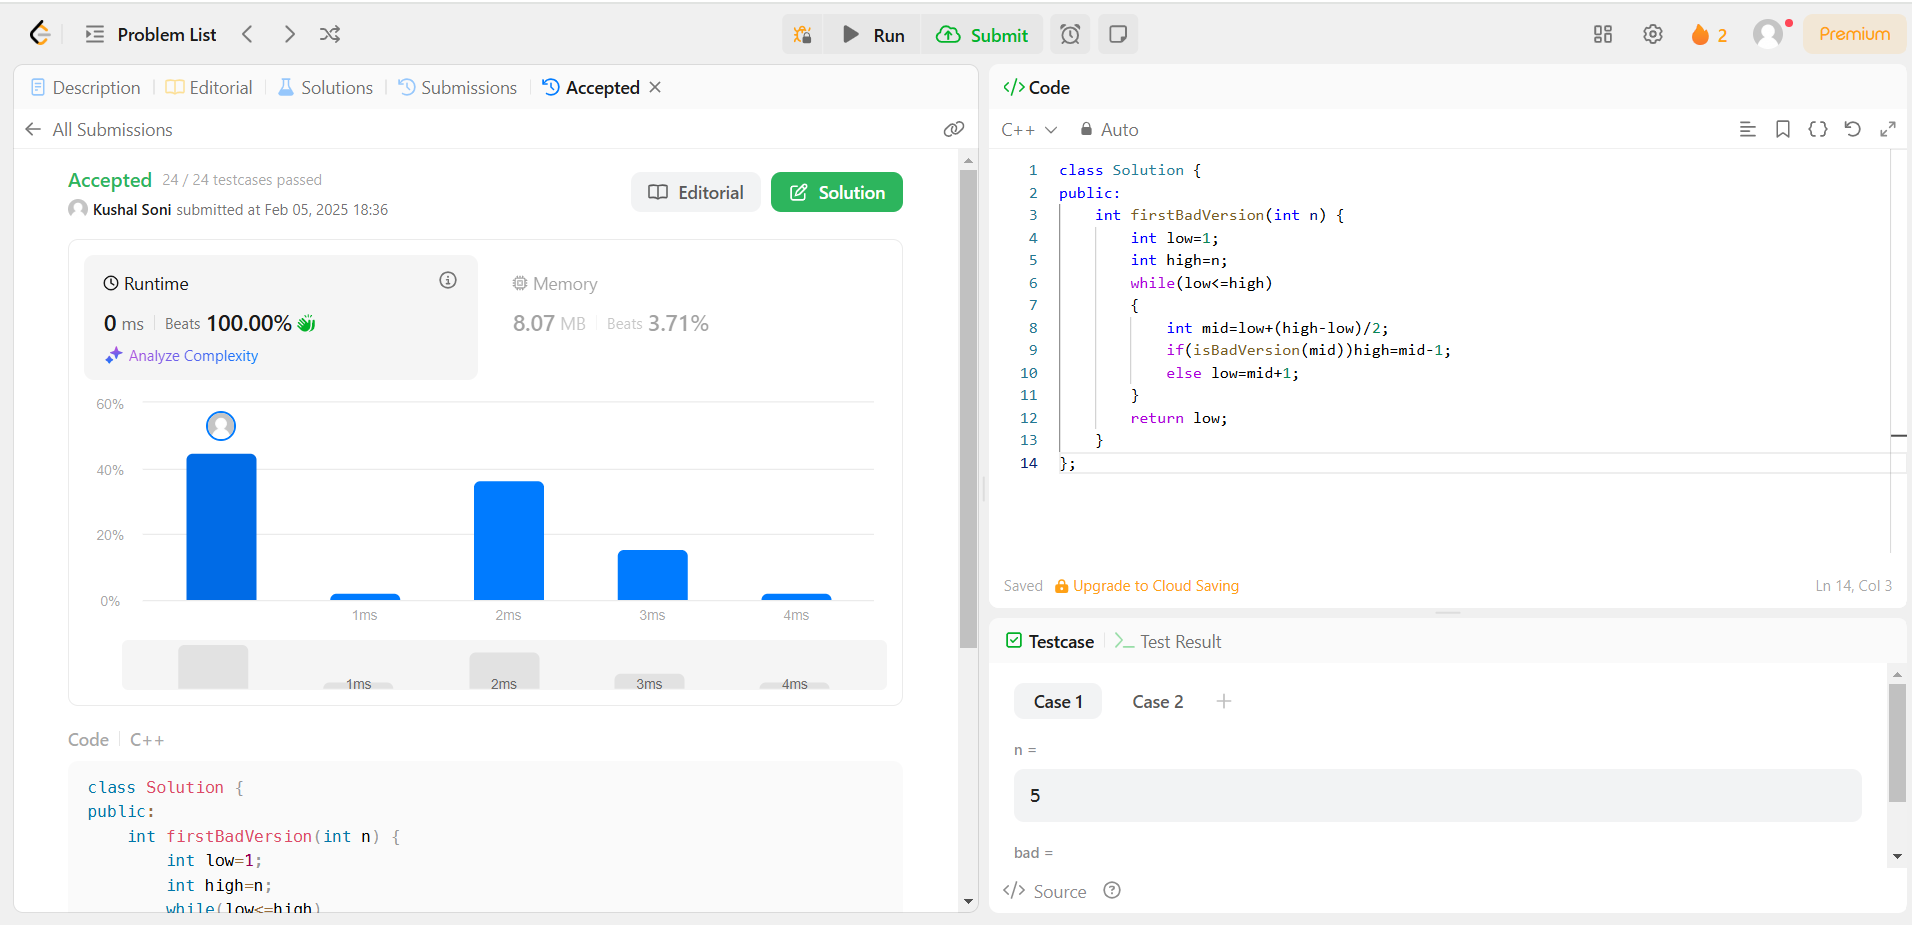 Problem List
Run
Submit
2
Premium
Description
Editorial
Solutions
Submissions
Accepted
All Submissions
Accepted 24 / 24 testcases passed
Kushal Soni submitted at Feb 05, 2025 18:36
Editorial
Solution
Runtime
0 ms
Beats 100.00%
Analyze Complexity
Memory
8.07 MB
Beats 3.71%
60%
40%
20%
0%
1ms 2ms 3ms 4ms
1ms 2ms 3ms 4ms
Code
C++
class Solution {
public:
    int firstBadVersion(int n) {
        int low=1;
        int high=n;
        while(low<=high)
</> Code
C++
Auto
1 class Solution {
2 public:
3     int firstBadVersion(int n) {
4         int low=1;
5         int high=n;
6         while(low<=high)
7         {
8             int mid=low+(high-low)/2;
9             if(isBadVersion(mid))high=mid-1;
10             else low=mid+1;
11         }
12         return low;
13     }
14 };
Saved
Upgrade to Cloud Saving
Ln 14, Col 3
Testcase
>_ Test Result
Case 1
Case 2
+
n =
5
bad =
</> Source